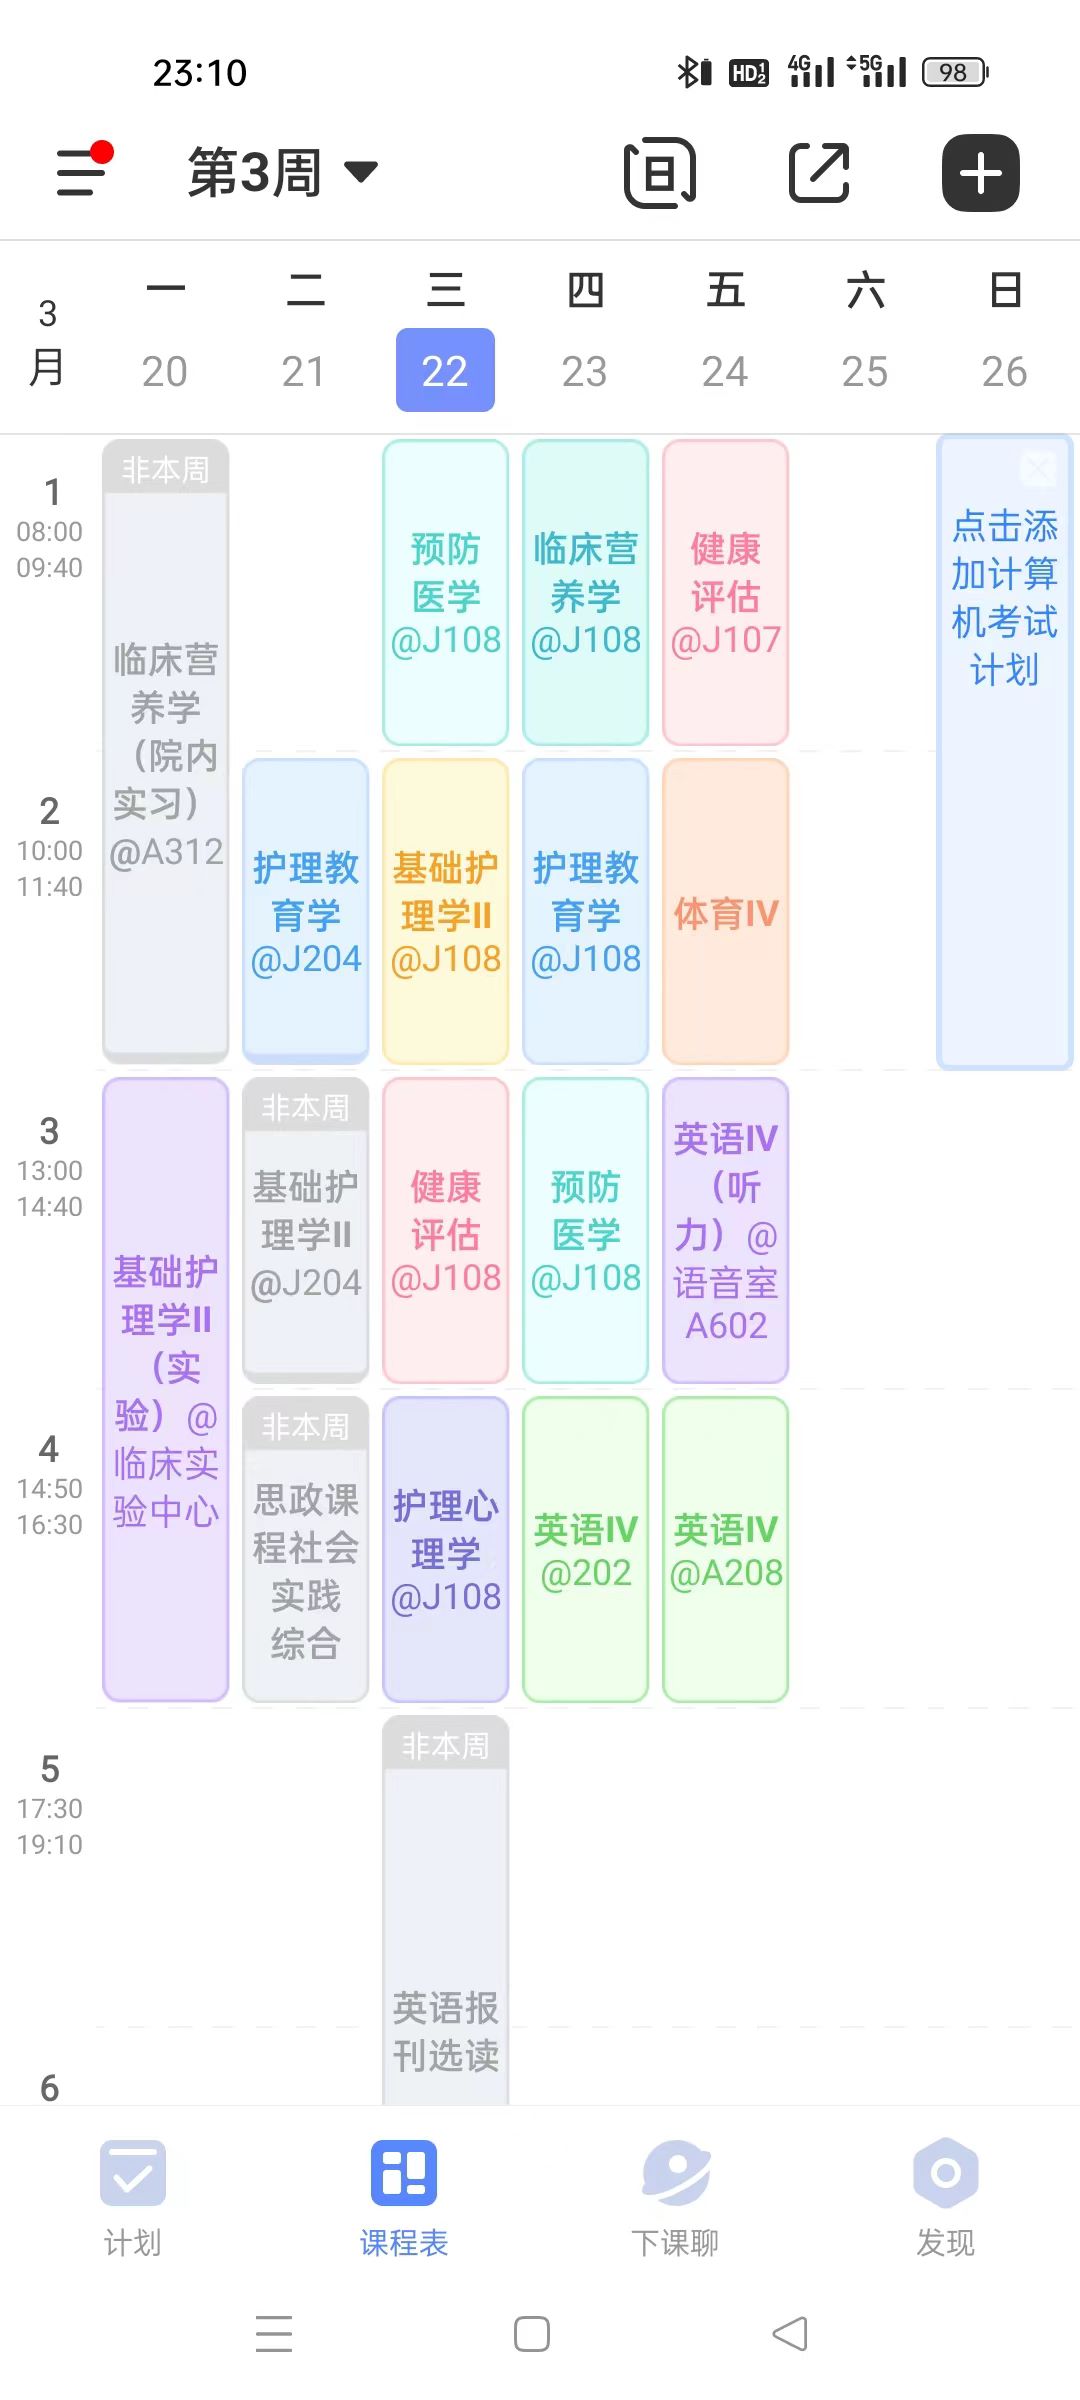 23:10
HD12 4G 5G 98
第3周
日
3月
一 二 三 四 五 六 日
20 21 22 23 24 25 26
1
08:00
09:40
非本周
临床营
养学
（院内
实习）
@A312
预防
医学
@J108
临床营
养学
@J108
健康
评估
@J107
点击添
加计算
机考试
计划
2
10:00
11:40
护理教
育学
@J204
基础护
理学II
@J108
护理教
育学
@J108
体育IV
3
13:00
14:40
基础护
理学II
（实
验）@
临床实
验中心
非本周
基础护
理学II
@J204
健康
评估
@J108
预防
医学
@J108
英语IV
（听
力）@
语音室
A602
4
14:50
16:30
非本周
思政课
程社会
实践
综合
护理心
理学
@J108
英语IV
@202
英语IV
@A208
5
17:30
19:10
非本周
英语报
刊选读
6
计划 课程表 下课聊 发现